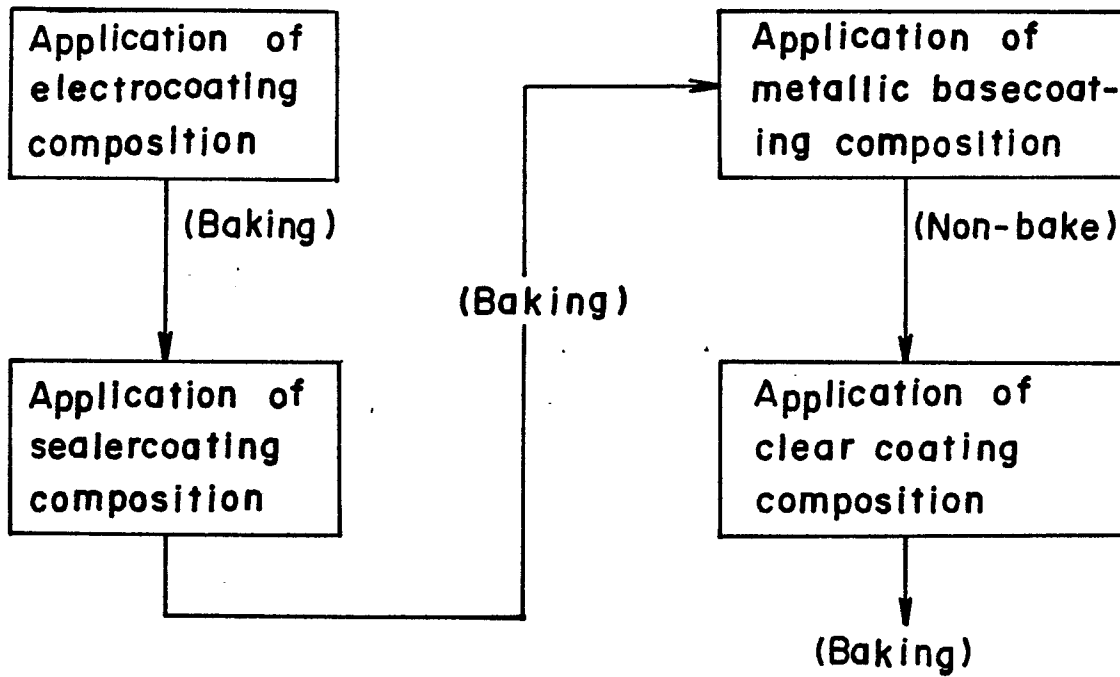 Application of
electrocoating
composition
(Baking)
Application of
sealercoating
composition
(Baking)
Application of
metallic basecoat-
ing composition
(Non-bake)
Application of
clear coating
composition
(Baking)